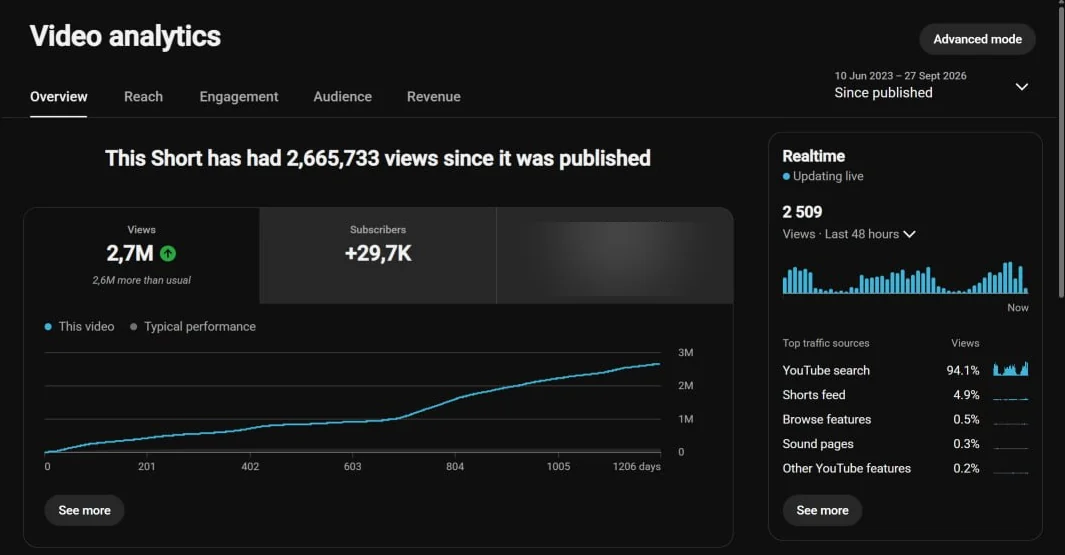 Video analytics
Advanced mode
Overview
Reach
Engagement
Audience
Revenue
10 Jun 2023 – 27 Sept 2026
Since published
This Short has had 2,665,733 views since it was published
Views
2,7M
2,6M more than usual
Subscribers
+29,7K
This video
Typical performance
3M
2M
1M
0
0
201
402
603
804
1005
1206 days
See more
Realtime
Updating live
2 509
Views · Last 48 hours
Now
Top traffic sources
Views
YouTube search
94.1%
Shorts feed
4.9%
Browse features
0.5%
Sound pages
0.3%
Other YouTube features
0.2%
See more